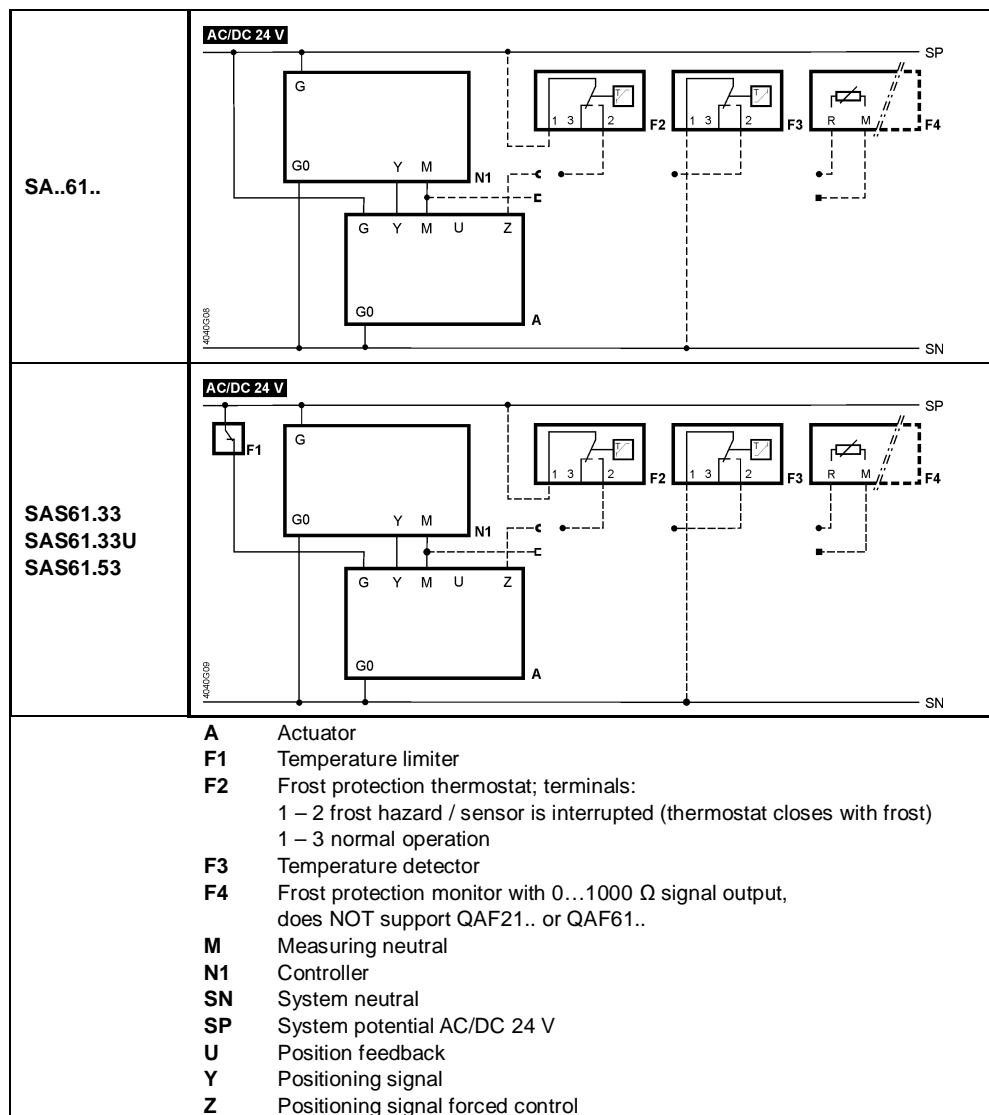 AC/DC 24 V
SP
G
T
T
1 3 2 F2
1 3 2 F3
R M F4
G0 Y M N1
SA..61..
G Y M U Z
G0
A
4040G08
SN
AC/DC 24 V
SP
F1
G
T
T
1 3 2 F2
1 3 2 F3
R M F4
G0 Y M N1
SAS61.33
SAS61.33U
SAS61.53
G Y M U Z
G0
A
4040G09
SN
A Actuator
F1 Temperature limiter
F2 Frost protection thermostat; terminals:
1 – 2 frost hazard / sensor is interrupted (thermostat closes with frost)
1 – 3 normal operation
F3 Temperature detector
F4 Frost protection monitor with 0…1000 Ω signal output,
does NOT support QAF21.. or QAF61..
M Measuring neutral
N1 Controller
SN System neutral
SP System potential AC/DC 24 V
U Position feedback
Y Positioning signal
Z Positioning signal forced control